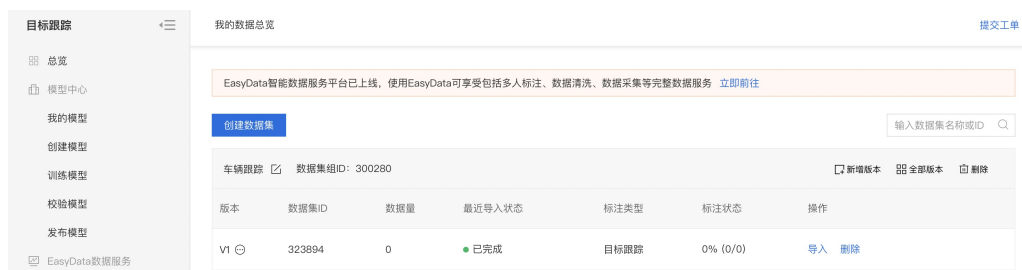 目标跟踪
总览
模型中心
我的模型
创建模型
训练模型
校验模型
发布模型
EasyData数据服务
我的数据总览
提交工单
EasyData智能数据服务平台已上线，使用EasyData可享受包括多人标注、数据清洗、数据采集等完整数据服务 立即前往
创建数据集
输入数据集名称或ID
车辆跟踪 数据集组ID：300280 新增版本 全部版本 删除
版本 数据集ID 数据量 最近导入状态 标注类型 标注状态 操作
V1 323894 0 已完成 目标跟踪 0% (0/0) 导入 删除